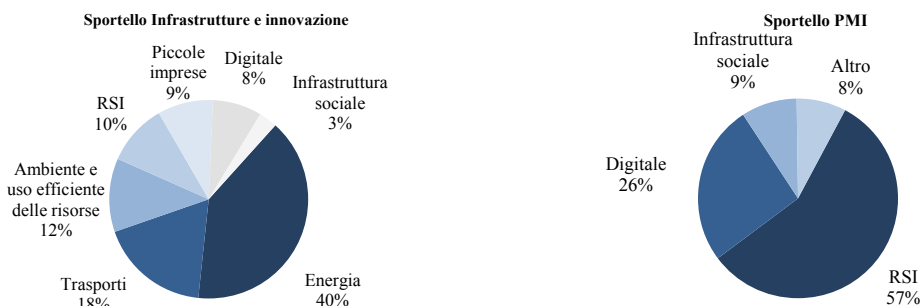 Sportello Infrastrutture e innovazione
Piccole
imprese
9%
Digitale
8%
Infrastruttura
sociale
3%
RSI
10%
Ambiente e
uso efficiente
delle risorse
12%
Trasporti
18%
Energia
40%
Sportello PMI
Infrastruttura
sociale
9%
Altro
8%
Digitale
26%
RSI
57%